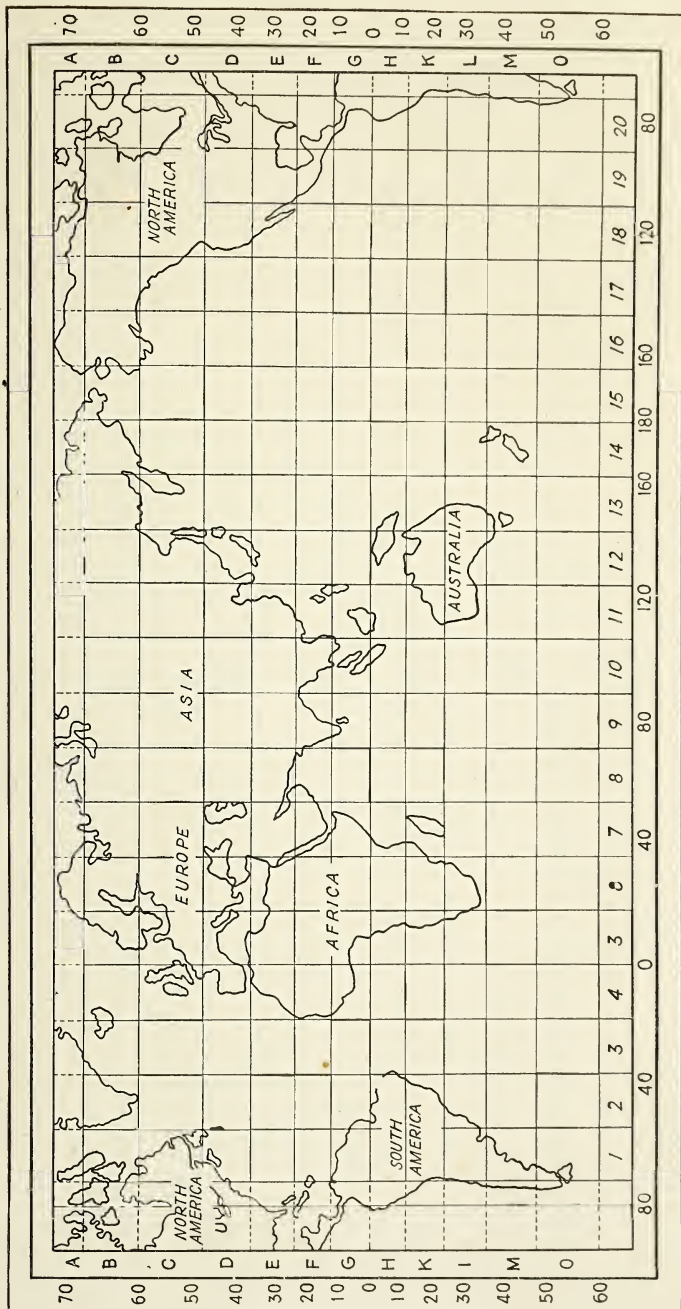 70 60 50 40 30 20 10 0 10 20 30 40 50 60
A B C D E F G H K I M O
NORTH
AMERICA
UY
SOUTH
AMERICA
EUROPE
AFRICA
ASIA
AUSTRALIA
NORTH
AMERICA
A B C D E F G H K L M O
70 60 50 40 30 20 10 0 10 20 30 40 50 60
1 2 3 4 3 7 8 9 10 11 12 13 14 15 16 17 18 19 20
80 40 0 40 80 120 160 180 160 120 80